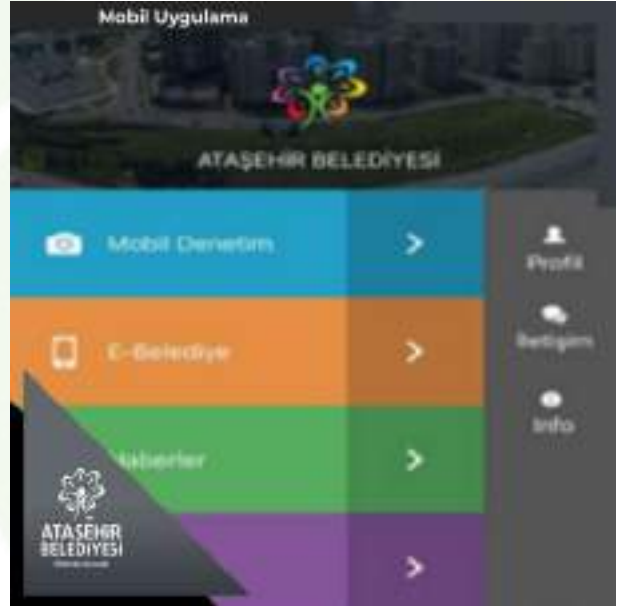 Mobil Uygulama
ATAŞEHİR BELEDİYESİ
Mobil Denetim
E-Belediye
Haberler
Profil
İletişim
Info
ATAŞEHİR
BELEDİYESİ